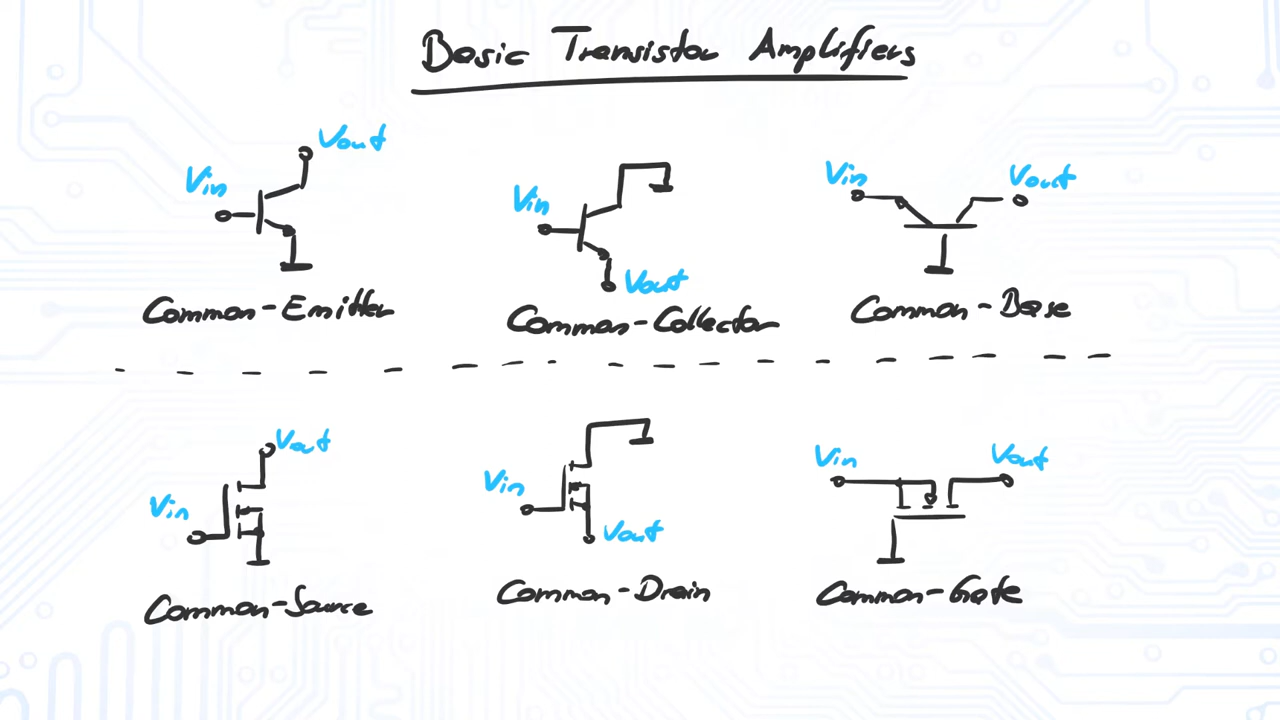 Basic Transistor Amplifiers
Vin
Vout
Common-Emitter
Vin
Vout
Common-Collector
Vin
Vout
Common-Base
Vin
Vout
Common-Source
Vin
Vout
Common-Drain
Vin
Vout
Common-Gate